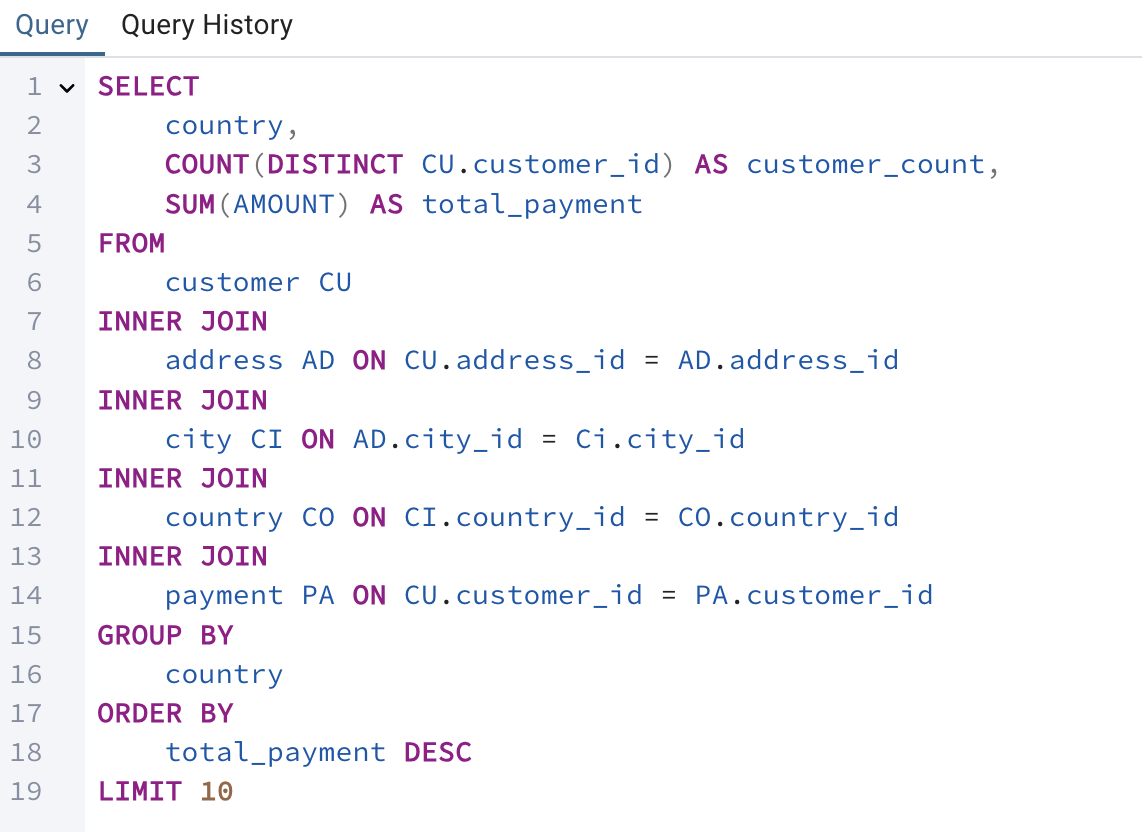 Query Query History
1 SELECT
2 country,
3 COUNT(DISTINCT CU.customer_id) AS customer_count,
4 SUM(AMOUNT) AS total_payment
5 FROM
6 customer CU
7 INNER JOIN
8 address AD ON CU.address_id = AD.address_id
9 INNER JOIN
10 city CI ON AD.city_id = Ci.city_id
11 INNER JOIN
12 country CO ON CI.country_id = CO.country_id
13 INNER JOIN
14 payment PA ON CU.customer_id = PA.customer_id
15 GROUP BY
16 country
17 ORDER BY
18 total_payment DESC
19 LIMIT 10